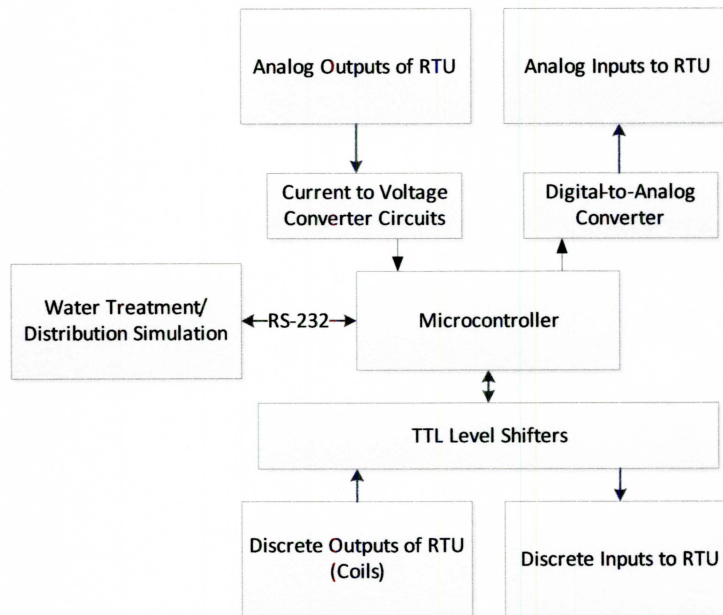 Analog Outputs of RTU
Analog Inputs to RTU
Current to Voltage
Converter Circuits
Digital-to-Analog
Converter
Water Treatment/
Distribution Simulation
RS-232
Microcontroller
TTL Level Shifters
Discrete Outputs of RTU
(Coils)
Discrete Inputs to RTU